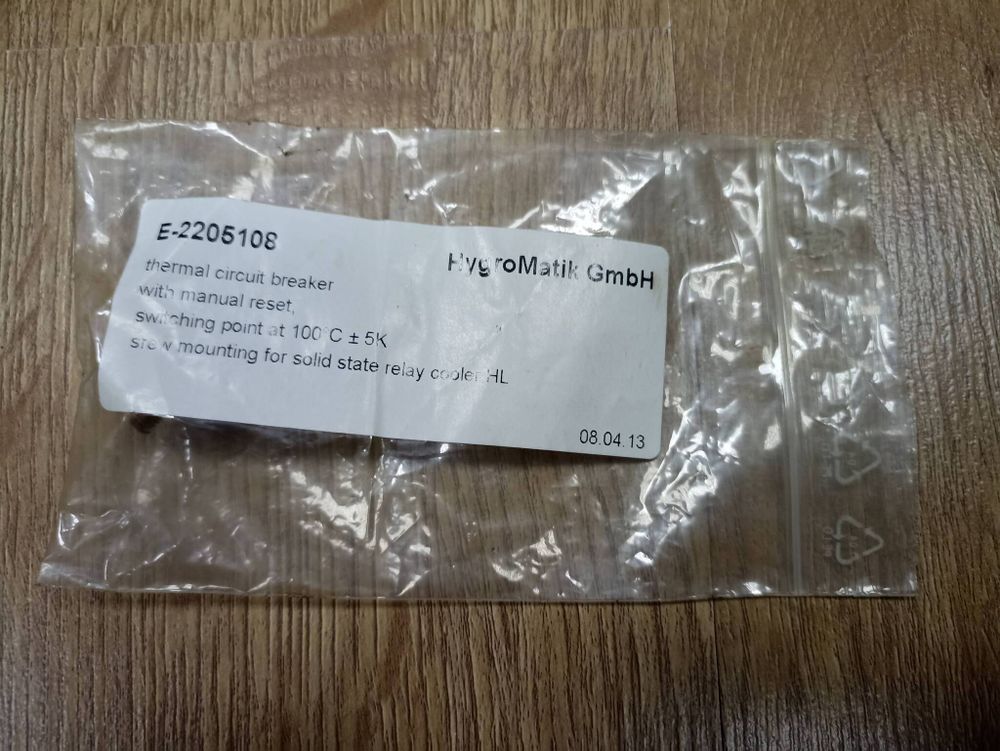 E-2205108
HygroMatik GmbH
thermal circuit breaker
with manual reset,
switching point at 100°C ± 5K
srew mounting for solid state relay cooler HL
08.04.13